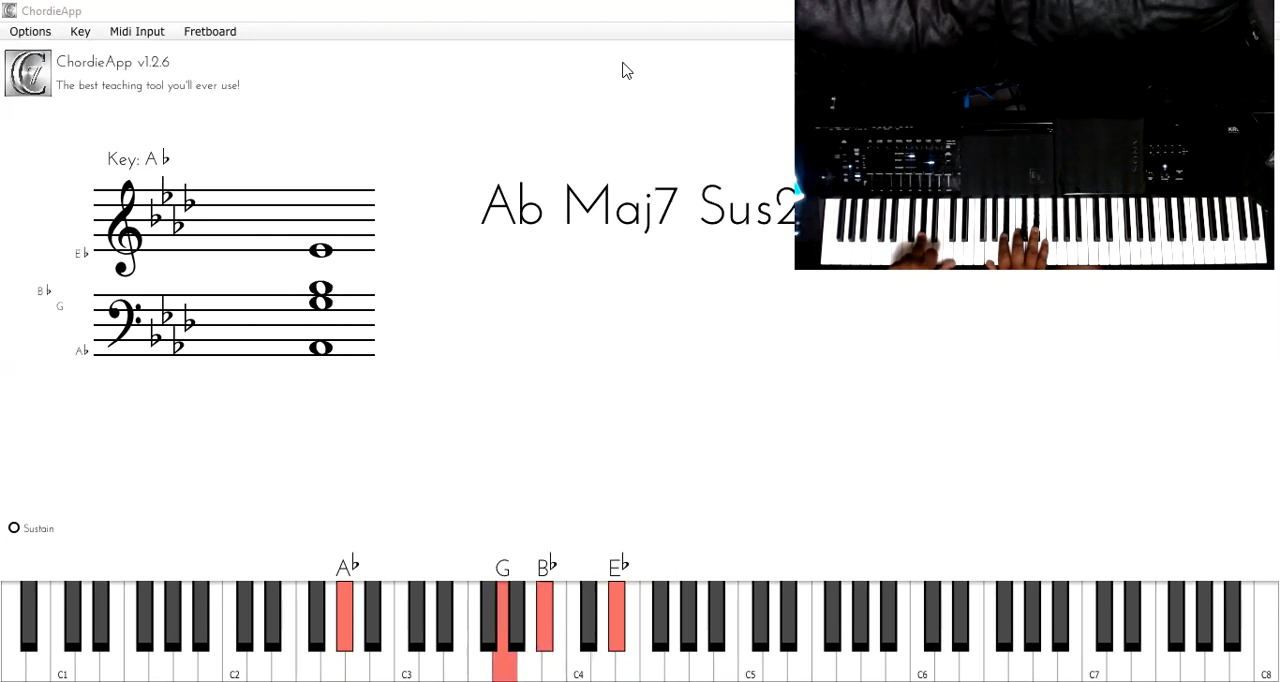 ChordieApp
Options Key Midi Input Fretboard
ChordieApp v1.2.6
The best teaching tool you'll ever use!
Key: A♭
Ab Maj7 Sus2
E♭
B♭
G
A♭
Sustain
A♭ G B♭ E♭
C1 C2 C3 C4 C5 C6 C7 C8
SONY